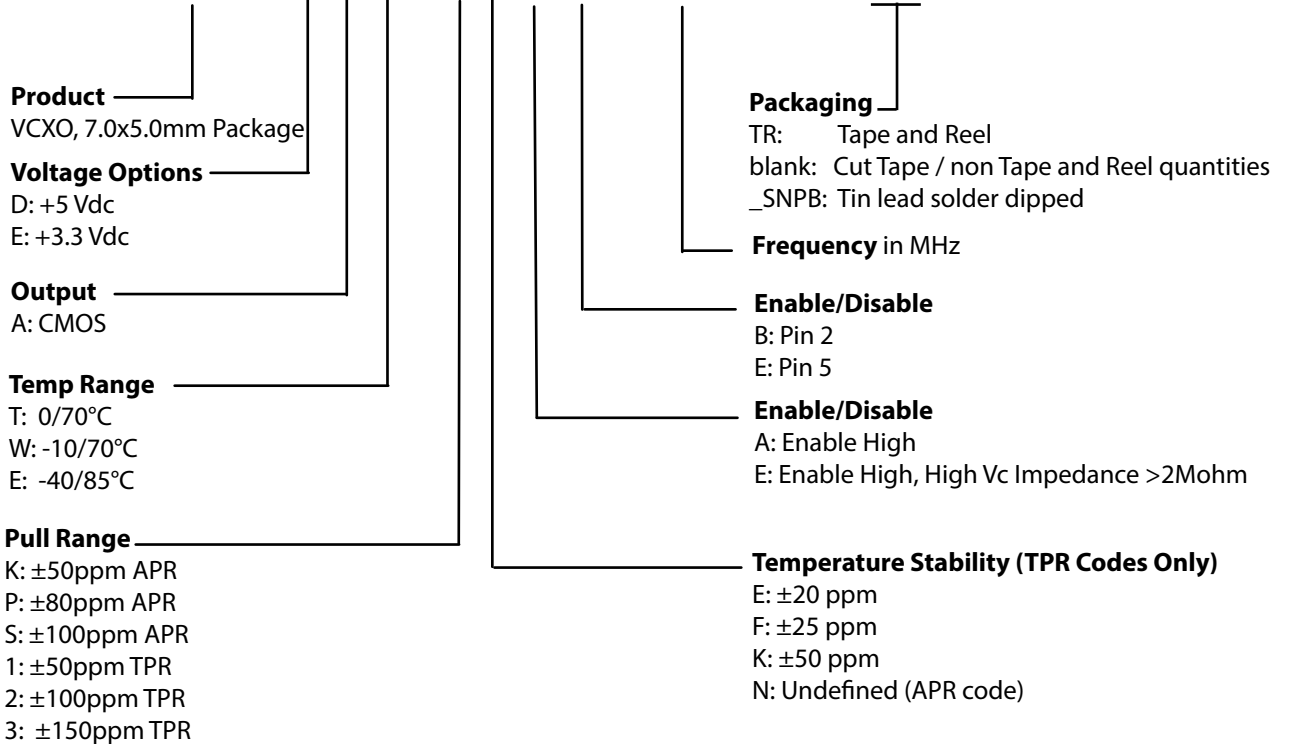 Product
VCXO, 7.0x5.0mm Package
Voltage Options
D: +5 Vdc
E: +3.3 Vdc
Output
A: CMOS
Temp Range
T: 0/70°C
W: -10/70°C
E: -40/85°C
Pull Range
K: ±50ppm APR
P: ±80ppm APR
S: ±100ppm APR
1: ±50ppm TPR
2: ±100ppm TPR
3: ±150ppm TPR
Packaging
TR: Tape and Reel
blank: Cut Tape / non Tape and Reel quantities
_SNPB: Tin lead solder dipped
Frequency in MHz
Enable/Disable
B: Pin 2
E: Pin 5
Enable/Disable
A: Enable High
E: Enable High, High Vc Impedance >2Mohm
Temperature Stability (TPR Codes Only)
E: ±20 ppm
F: ±25 ppm
K: ±50 ppm
N: Undefined (APR code)